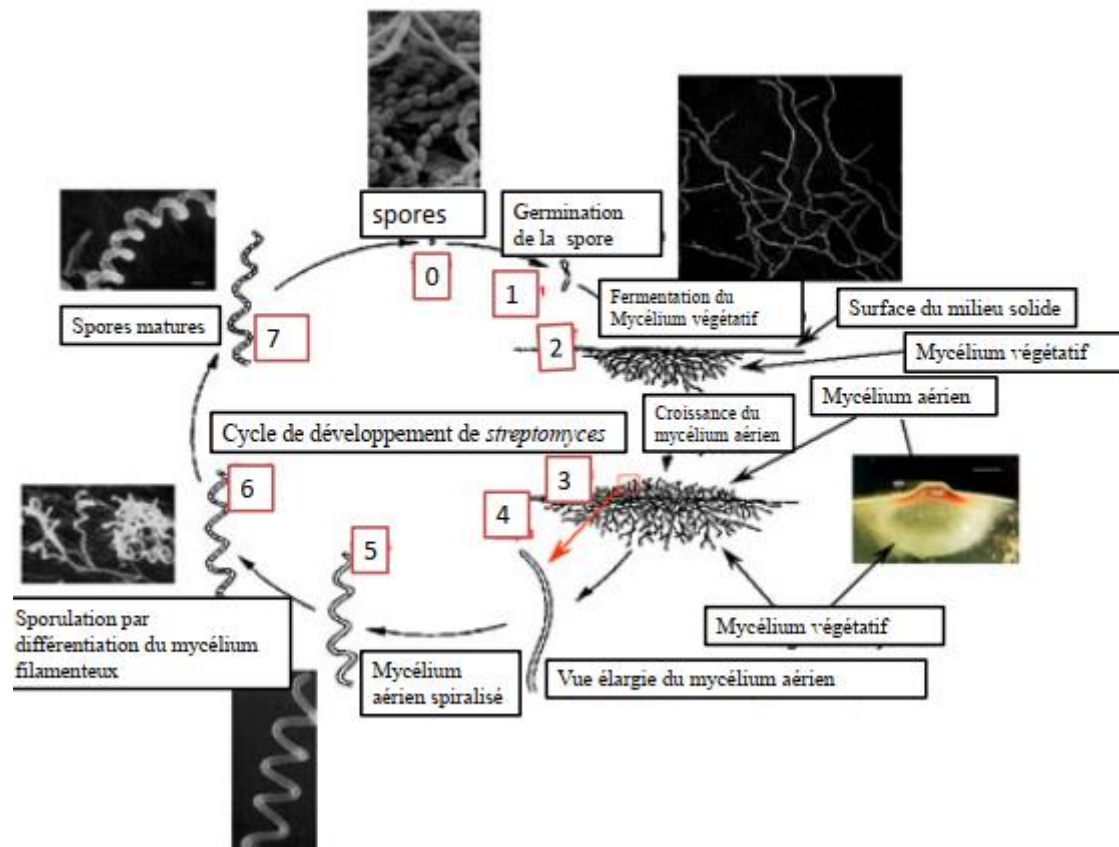 spores
0
Germination
de la spore
1
Fermentation du
Mycélium végétatif
Surface du milieu solide
2
Mycélium végétatif
Mycélium aérien
Spores matures
7
Croissance du
mycélium aérien
Cycle de développement de streptomyces
3
4
6
5
Mycélium végétatif
Sporulation par
différentiation du mycélium
filamenteux
Mycélium
aérien spiralisé
Vue élargie du mycélium aérien